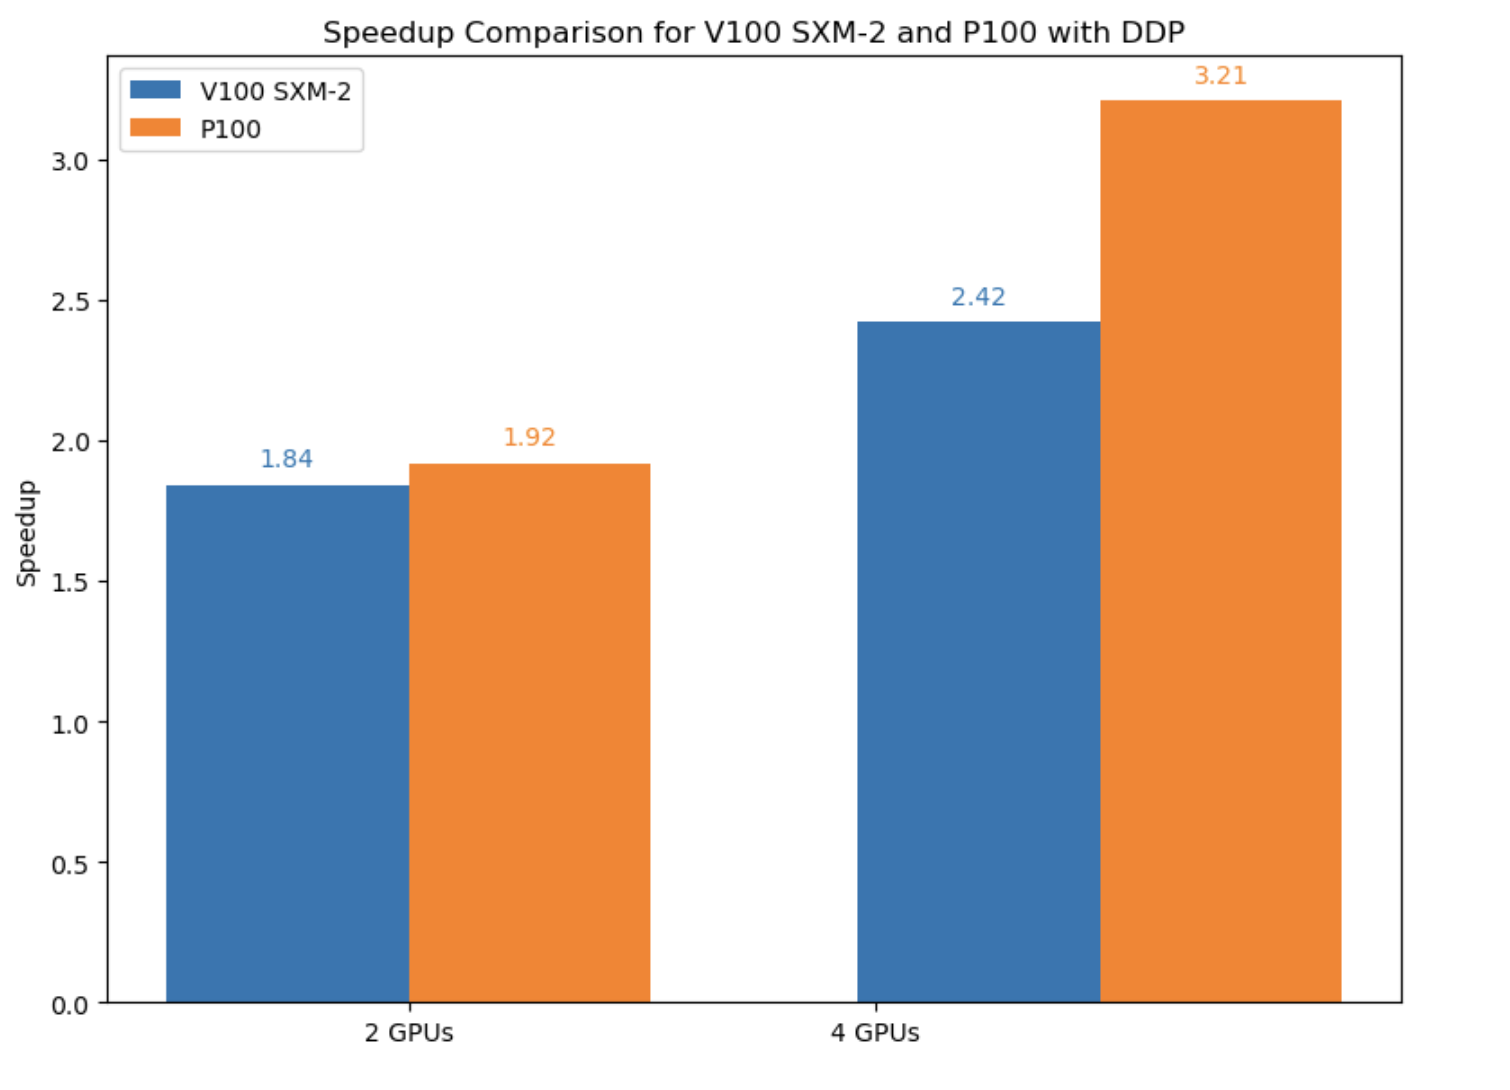 Speedup Comparison for V100 SXM-2 and P100 with DDP
V100 SXM-2
P100
3.21
3.0
2.5
2.42
2.0
1.92
1.84
Speedup
1.5
1.0
0.5
0.0
2 GPUs
4 GPUs